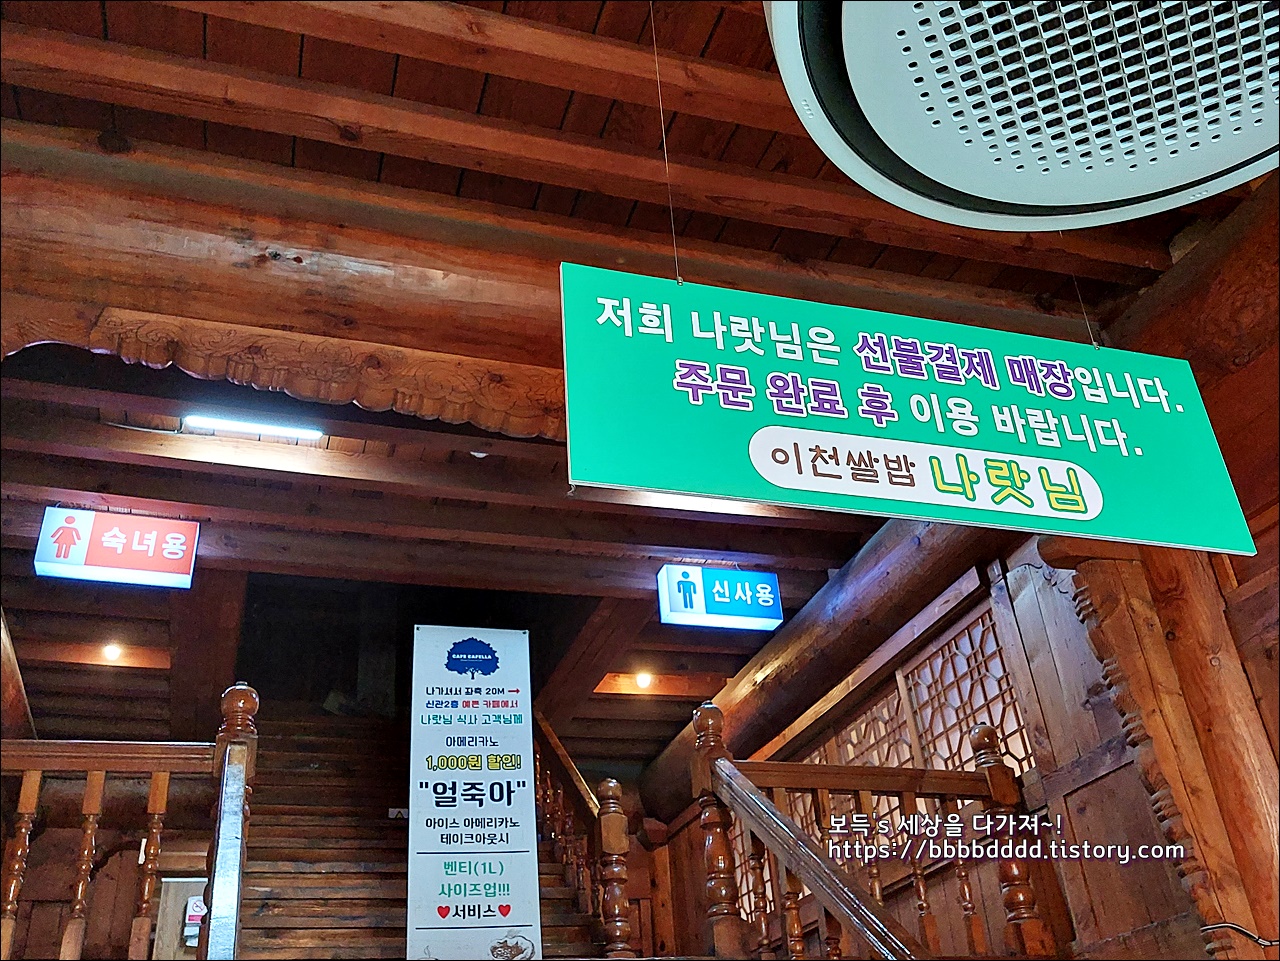 저희 나랏님은 선불결제 매장입니다.
주문 완료 후 이용 바랍니다.
이천쌀밥 나랏님
숙녀용
신사용
CAFE CAFELLA
나가셔서 좌측 20M →
신관2층 예쁜 카페에서
나랏님 식사 고객님께
아메리카노
1,000원 할인!
"얼죽아"
아이스 아메리카노
테이크아웃시
벤티(1L)
사이즈업!!!
♥서비스♥
보득's 세상을 다가져~!
https://bbbbdddd.tistory.com